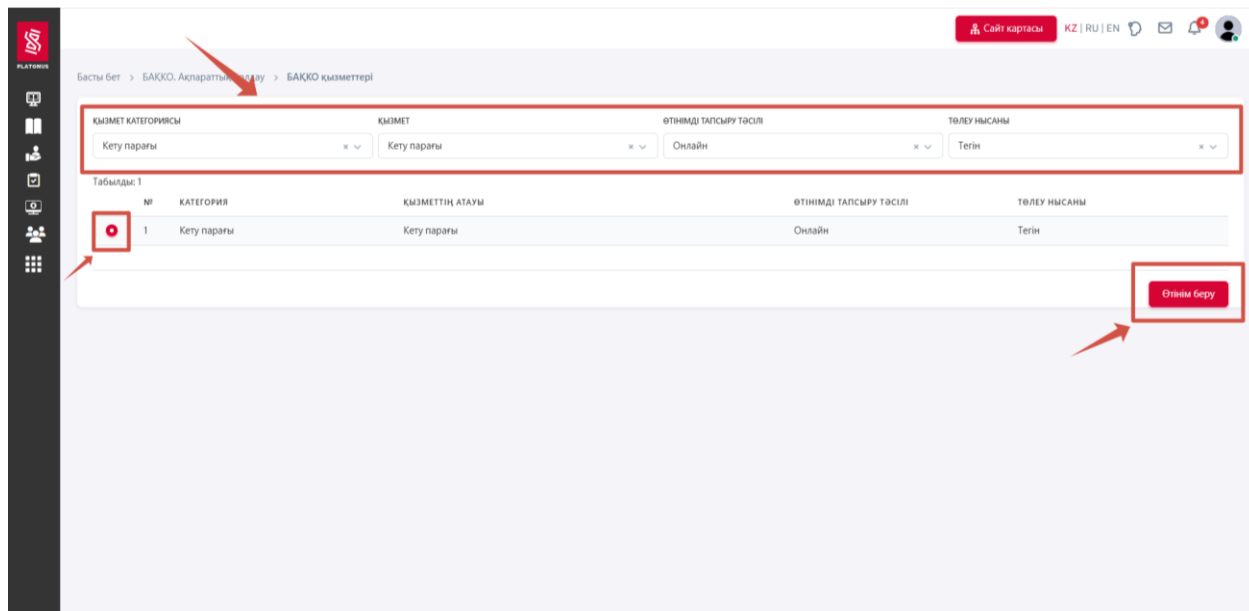 Сайт картасы KZ | RU | EN 4
PLATONUS
Басты бет > БАҚКО. Ақпараттық > БАҚКО қызметтері
ҚЫЗМЕТ КАТЕГОРИЯСЫ ҚЫЗМЕТ ӨТІНІМДІ ТАПСЫРУ ТӘСІЛІ ТӨЛЕУ НЫСАНЫ
Кету парағы Кету парағы Онлайн Тегін
Табылды: 1
№ КАТЕГОРИЯ ҚЫЗМЕТТІҢ АТАУЫ ӨТІНІМДІ ТАПСЫРУ ТӘСІЛІ ТӨЛЕУ НЫСАНЫ
1 Кету парағы Кету парағы Онлайн Тегін
Өтінім беру